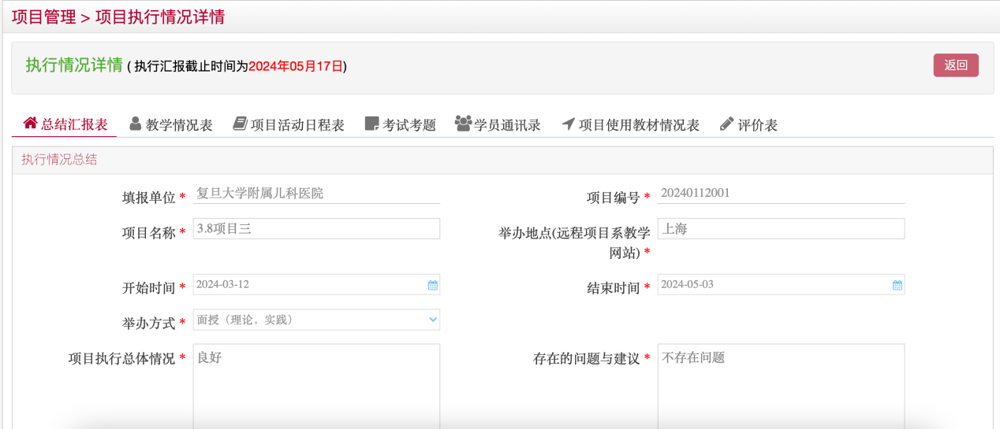 项目管理 > 项目执行情况详情
执行情况详情 ( 执行汇报截止时间为2024年05月17日)
返回
总结汇报表 教学情况表 项目活动日程表 考试考题 学员通讯录 项目使用教材情况表 评价表
执行情况总结
填报单位 * 复旦大学附属儿科医院
项目编号 * 20240112001
项目名称 * 3.8项目三
举办地点(远程项目系教学
网站) * 上海
开始时间 * 2024-03-12
结束时间 * 2024-05-03
举办方式 * 面授（理论，实践）
项目执行总体情况 * 良好
存在的问题与建议 * 不存在问题